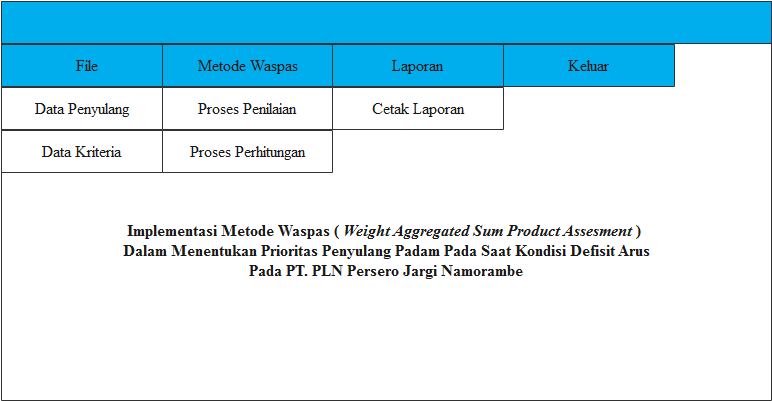 File Metode Waspas Laporan Keluar
Data Penyulang Proses Penilaian Cetak Laporan
Data Kriteria Proses Perhitungan
Implementasi Metode Waspas ( Weight Aggregated Sum Product Assesment )
Dalam Menentukan Prioritas Penyulang Padam Pada Saat Kondisi Defisit Arus
Pada PT. PLN Persero Jargi Namorambe